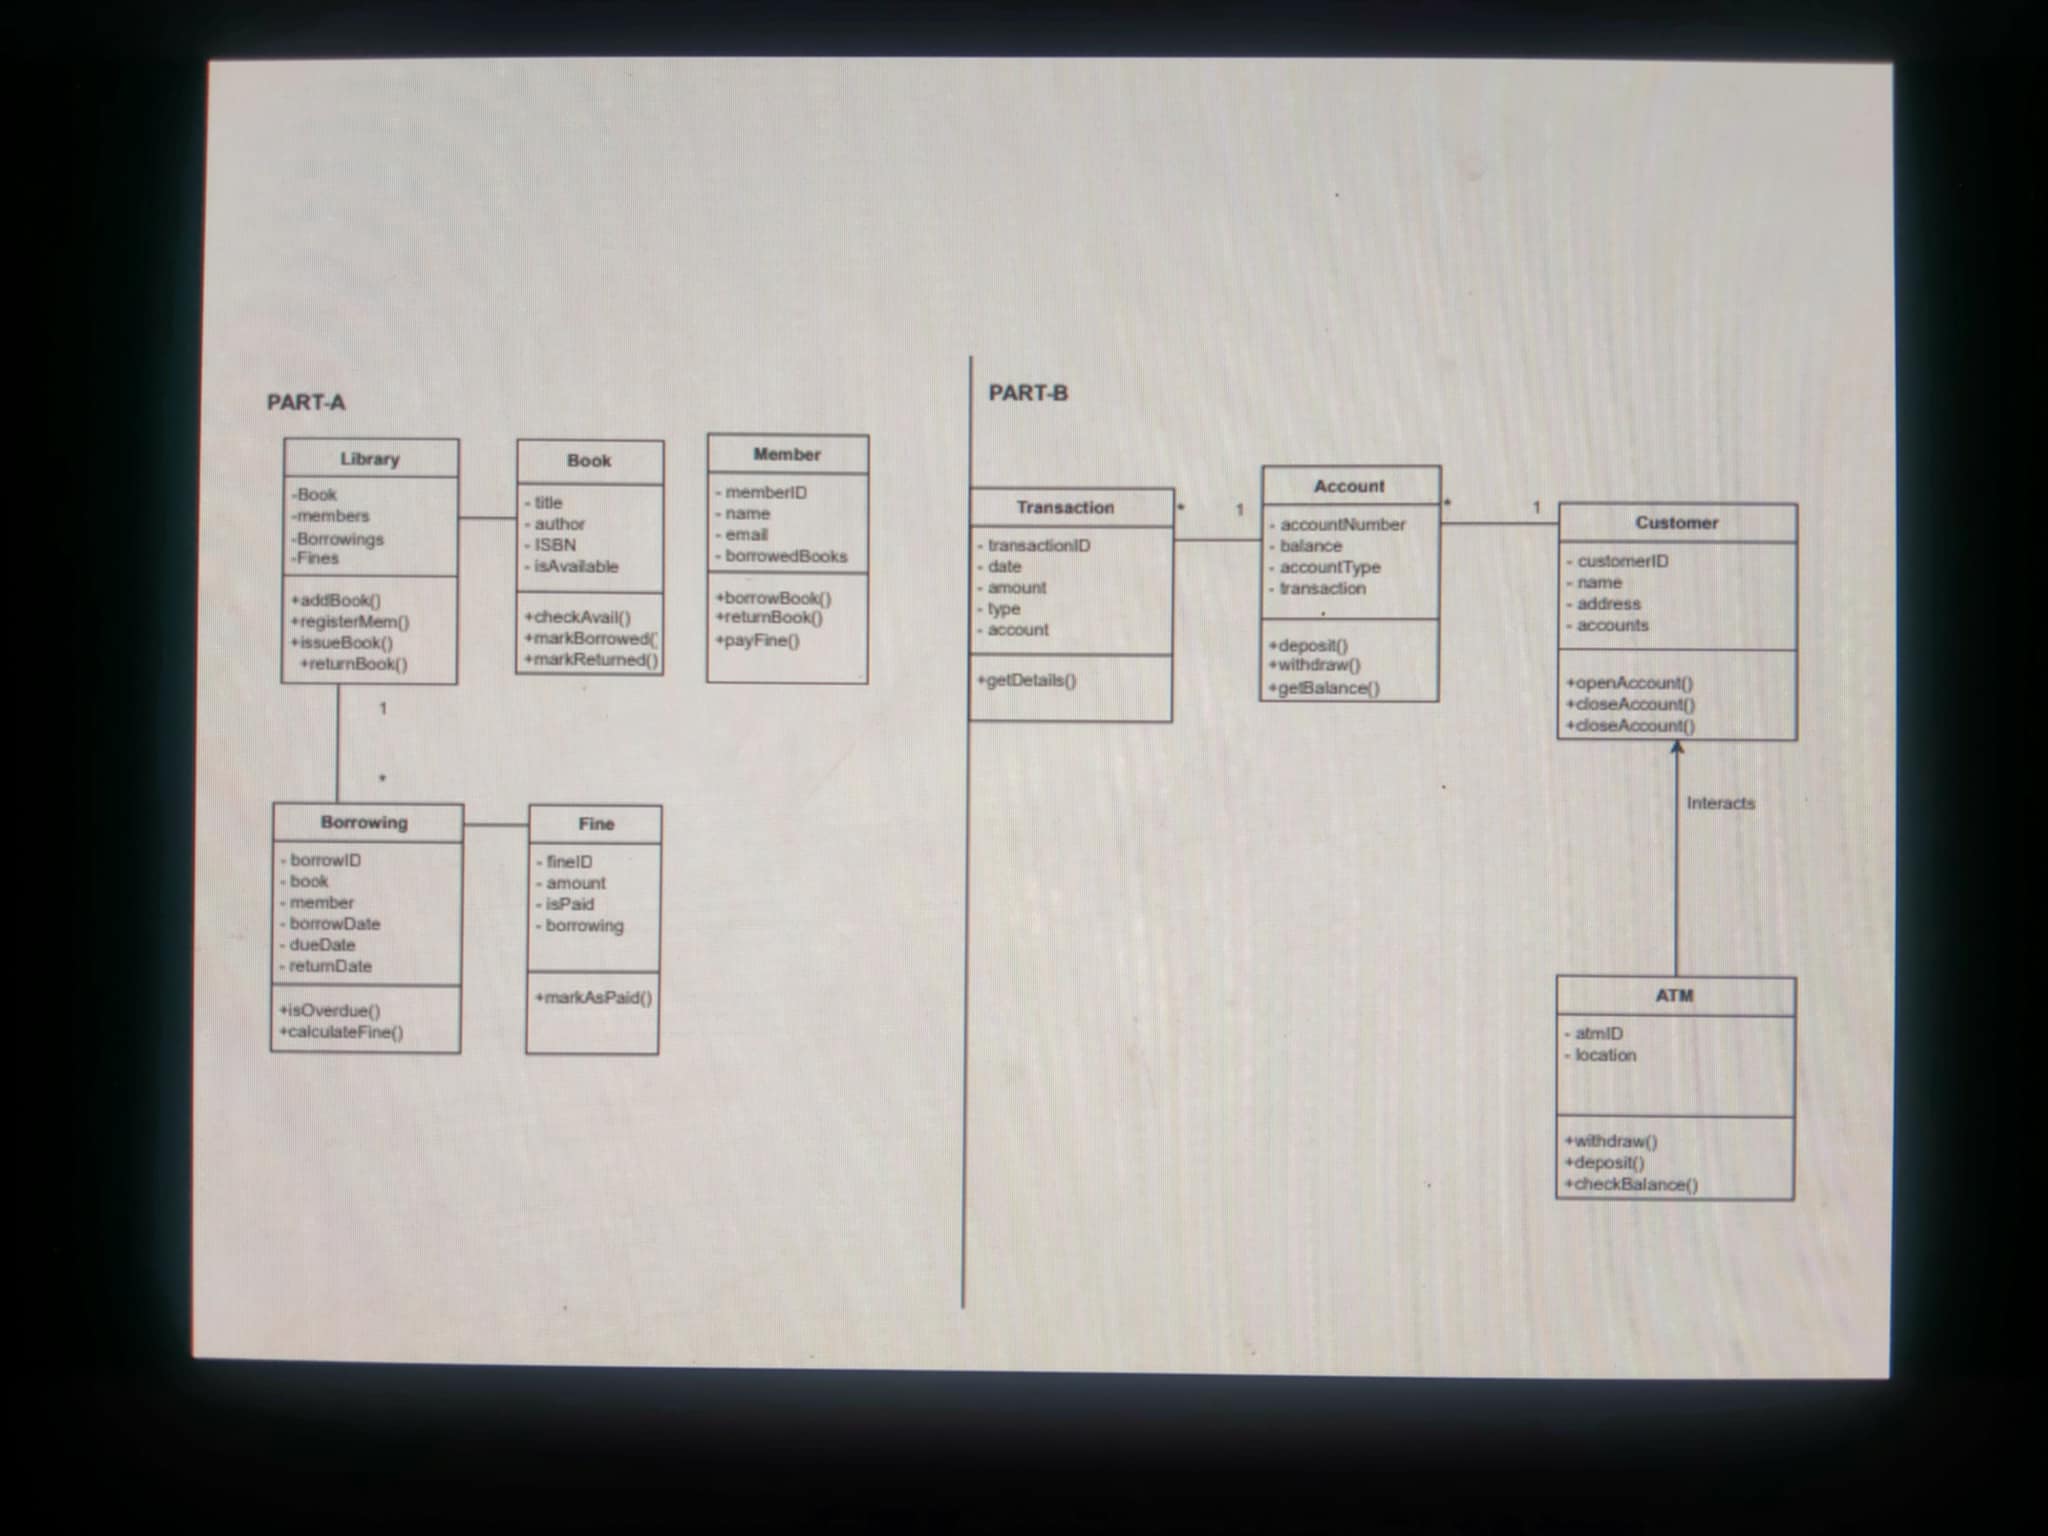 PART-A
Library
-Book
-members
-Borrowings
-Fines
+addBook()
+registerMem()
+issueBook()
+returnBook()
Book
- title
- author
- ISBN
- isAvailable
+checkAvail()
+markBorrowed(
+markReturned()
Member
- memberID
- name
- email
- borrowedBooks
+borrowBook()
+returnBook()
+payFine()
1
*
Borrowing
- borrowID
- book
- member
- borrowDate
- dueDate
- returnDate
+isOverdue()
+calculateFine()
Fine
- fineID
- amount
- isPaid
- borrowing
+markAsPaid()
PART-B
Transaction
- transactionID
- date
- amount
- type
- account
+getDetails()
* 1
Account
- accountNumber
- balance
- accountType
- transaction
+deposit()
+withdraw()
+getBalance()
* 1
Customer
- customerID
- name
- address
- accounts
+openAccount()
+closeAccount()
+closeAccount()
Interacts
ATM
- atmID
- location
+withdraw()
+deposit()
+checkBalance()